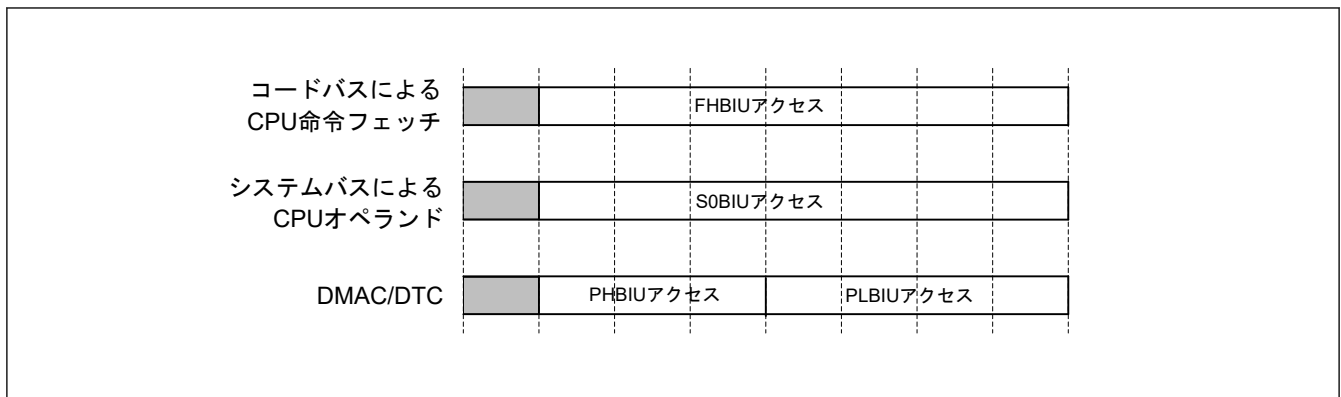 コードバスによる
CPU命令フェッチ
FHBIUアクセス
システムバスによる
CPUオペランド
S0BIUアクセス
DMAC/DTC
PHBIUアクセス
PLBIUアクセス